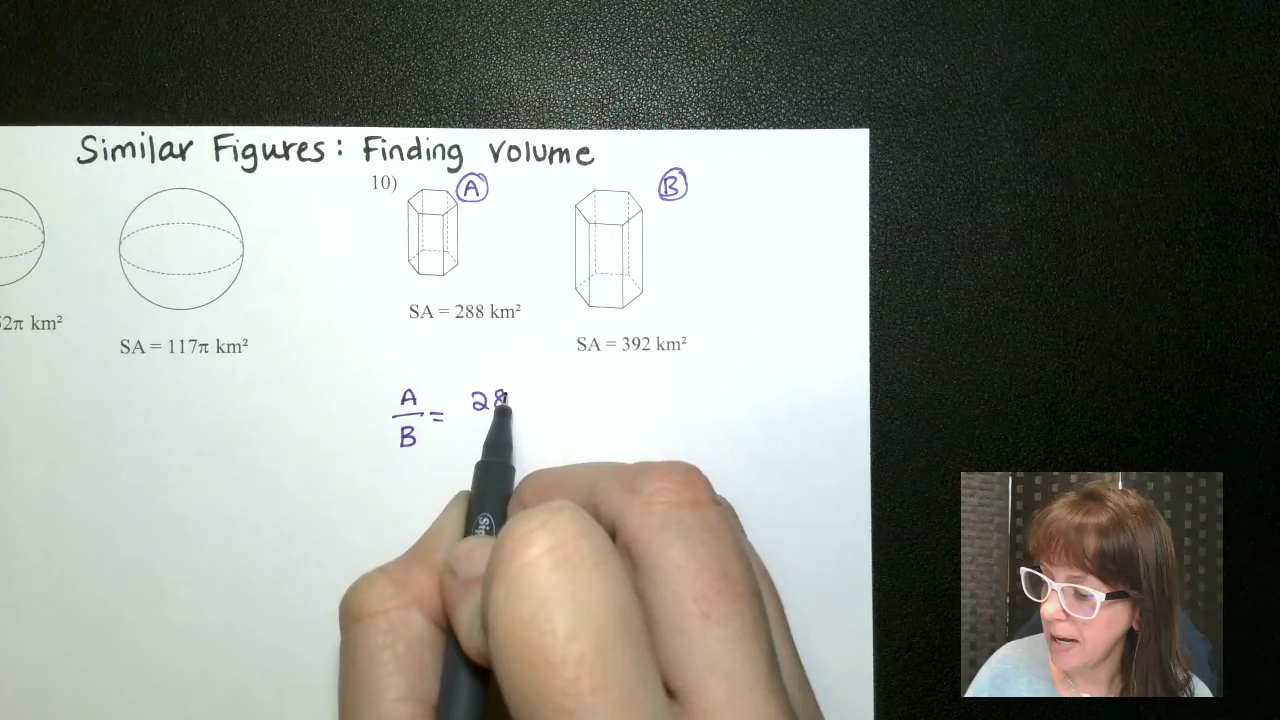 Similar Figures: Finding volume
10) A B
SA = 288 km²
2π km²
SA = 117π km²
SA = 392 km²
A
B
= 28